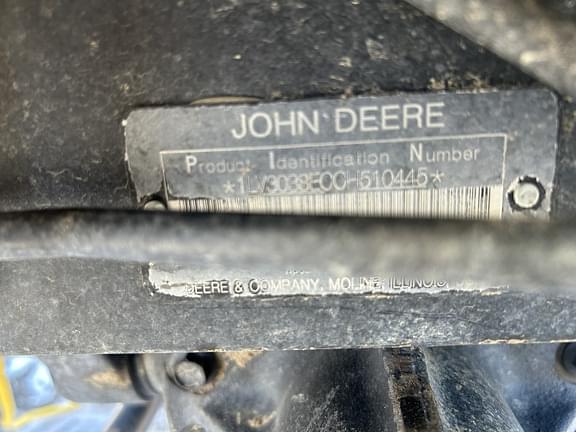 JOHN DEERE
Product Identification Number
*1LV3038ECCH510445*
DEERE & COMPANY, MOLINE, ILLINOIS